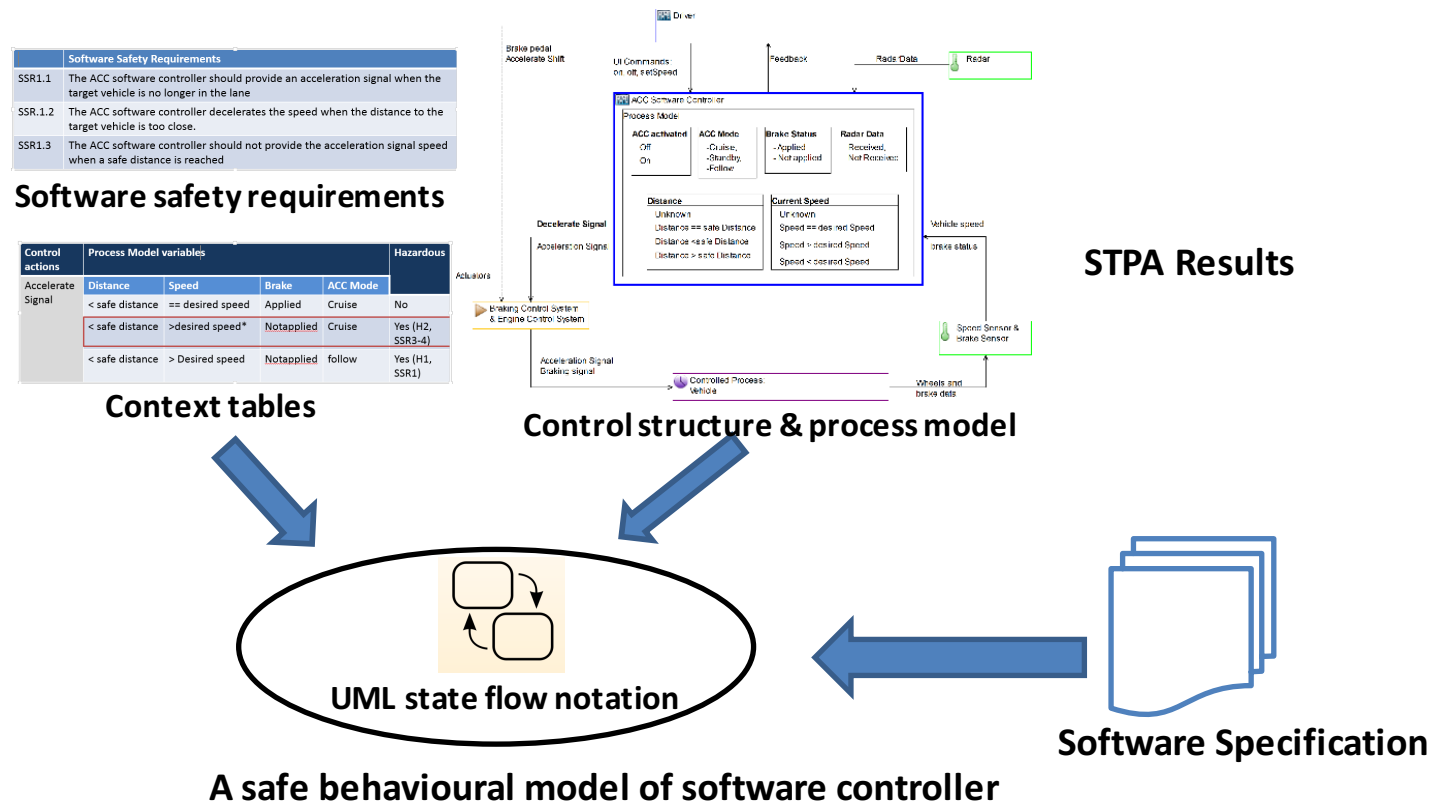 Software Safety Requirements
SSR1.1 The ACC software controller should provide an acceleration signal when the
target vehicle is no longer in the lane
SSR.1.2 The ACC software controller decelerates the speed when the distance to the
target vehicle is too close.
SSR1.3 The ACC software controller should not provide the acceleration signal speed
when a safe distance is reached
Software safety requirements
Control
actions
Process Model variables
Hazardous
Distance Speed Brake ACC Mode
Accelerate
Signal
< safe distance == desired speed Applied Cruise No
< safe distance >desired speed* Notapplied Cruise Yes (H2,
SSR3-4)
< safe distance > Desired speed Notapplied follow Yes (H1,
SSR1)
Context tables
Driver
Brake pedal
Accelerate Shift
UI Commands:
on, off, setSpeed
Feedback
Radar Data
Radar
ACC Software Controller
Process Model
ACC activated
Off
On
ACC Mode
-Cruise,
-Standby,
-Follow
Brake Status
-Applied
- Not applied
Radar Data
Received,
Not Received
Distance
Unknown
Distance == safe Distance
Distance <safe Distance
Distance > safe Distance
Current Speed
Unknown
Speed == desired Speed
Speed > desired Speed
Speed < desired Speed
Decelerate Signal
Acceleration Signa
Actuators
Vehicle speed
brake status
Braking Control System
& Engine Control System
Speed Sensor &
Brake Sensor
Acceleration Signal
Braking signal
Controlled Process:
Vehicle
Wheels and
brake data
Control structure & process model
STPA Results
UML state flow notation
Software Specification
A safe behavioural model of software controller